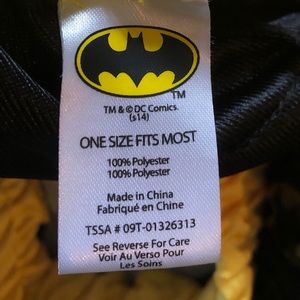 TM
TM & © DC Comics.
(s14)
ONE SIZE FITS MOST
100% Polyester
100% Polyester
Made in China
Fabriqué en Chine
TSSA # 09T-01326313
See Reverse For Care
Voir Au Verso Pour
Les Soins